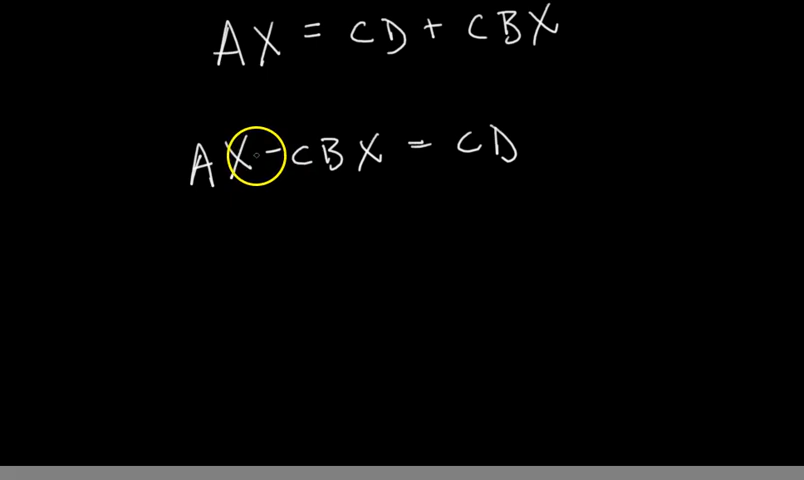 AX = CD + CBX
AX - CBX = CD